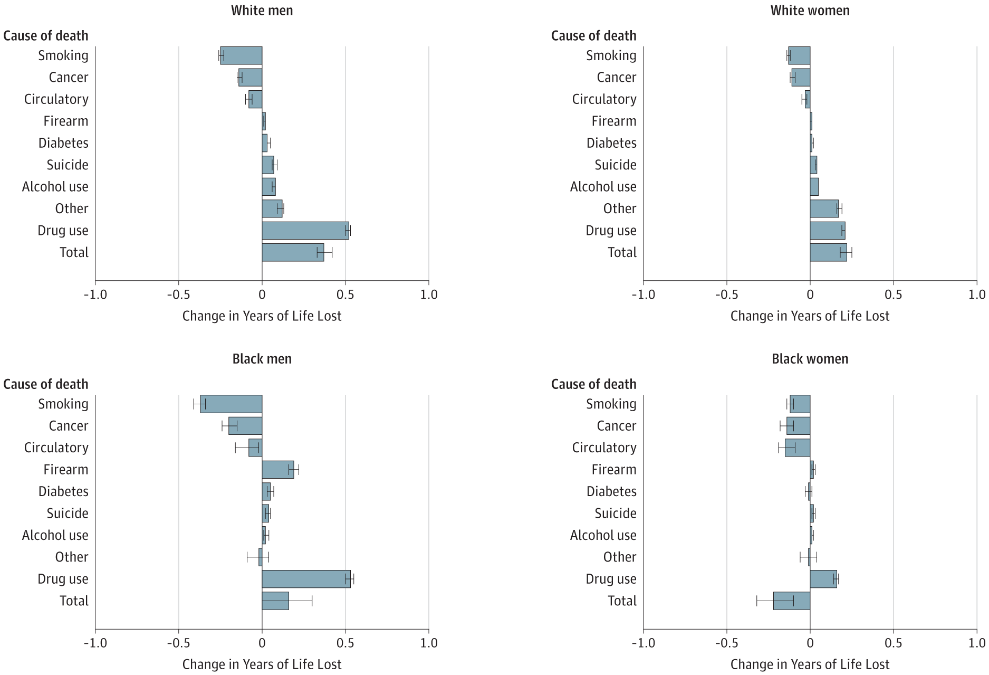 White men
Cause of death
Smoking
Cancer
Circulatory
Firearm
Diabetes
Suicide
Alcohol use
Other
Drug use
Total
-1.0 -0.5 0 0.5 1.0
Change in Years of Life Lost
White women
Cause of death
Smoking
Cancer
Circulatory
Firearm
Diabetes
Suicide
Alcohol use
Other
Drug use
Total
-1.0 -0.5 0 0.5 1.0
Change in Years of Life Lost
Black men
Cause of death
Smoking
Cancer
Circulatory
Firearm
Diabetes
Suicide
Alcohol use
Other
Drug use
Total
-1.0 -0.5 0 0.5 1.0
Change in Years of Life Lost
Black women
Cause of death
Smoking
Cancer
Circulatory
Firearm
Diabetes
Suicide
Alcohol use
Other
Drug use
Total
-1.0 -0.5 0 0.5 1.0
Change in Years of Life Lost